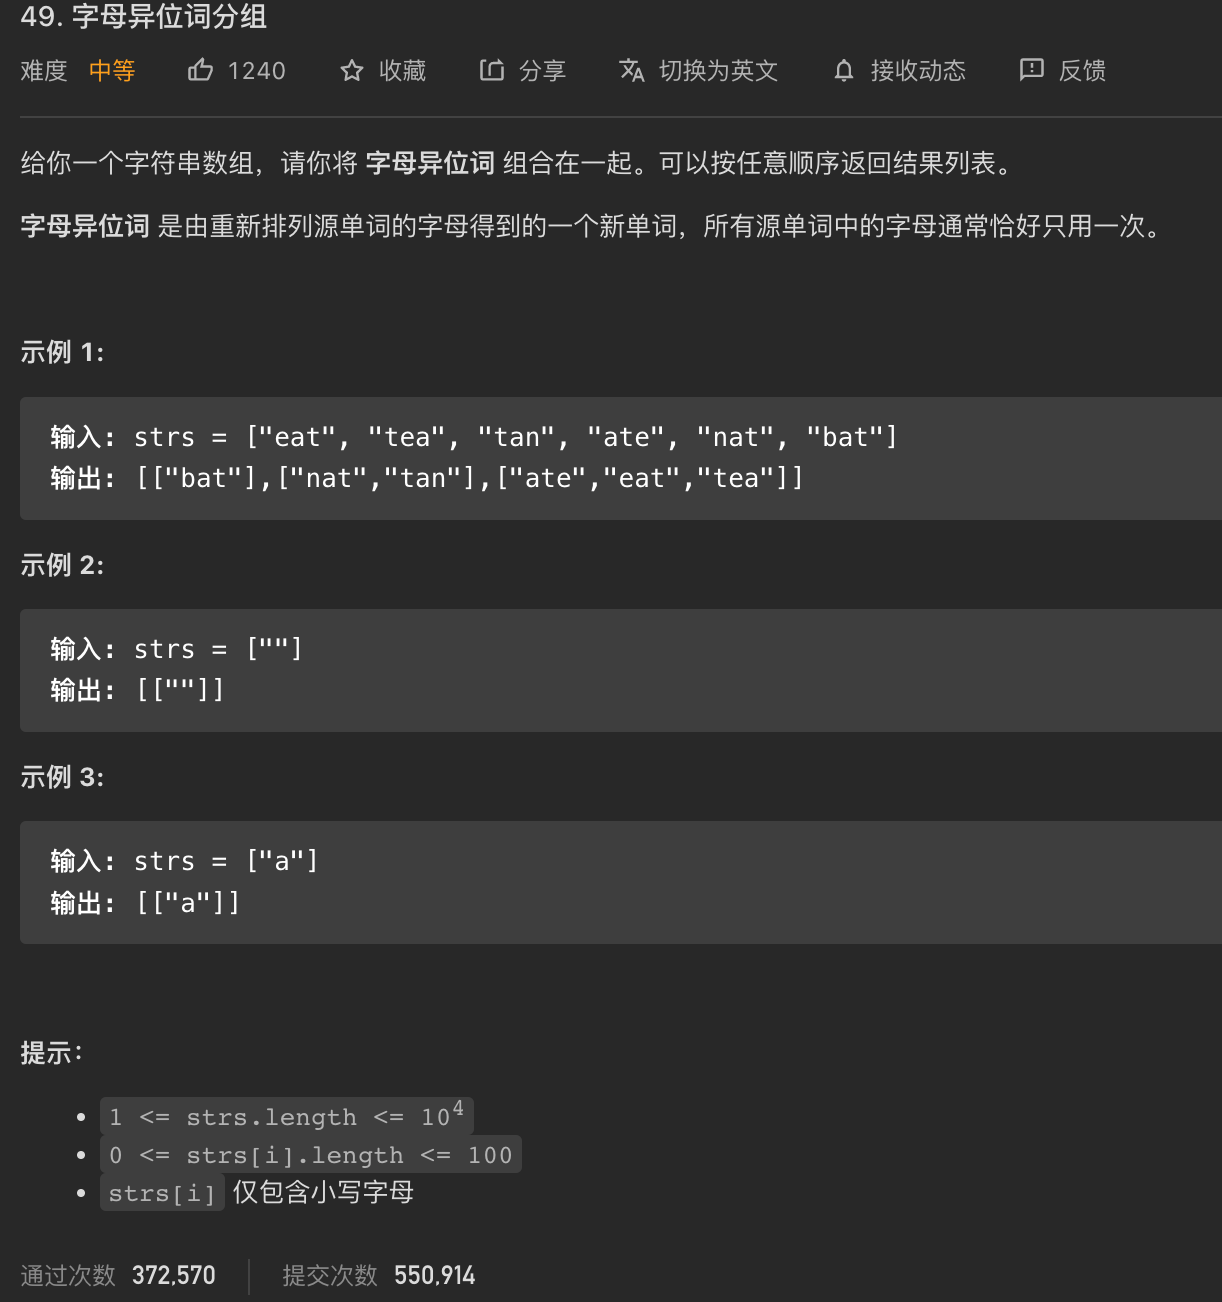 49. 字母异位词分组
难度 中等 1240 收藏 分享 切换为英文 接收动态 反馈
给你一个字符串数组，请你将 字母异位词 组合在一起。可以按任意顺序返回结果列表。
字母异位词 是由重新排列源单词的字母得到的一个新单词，所有源单词中的字母通常恰好只用一次。
示例 1:
输入: strs = ["eat", "tea", "tan", "ate", "nat", "bat"]
输出: [["bat"],["nat","tan"],["ate","eat","tea"]]
示例 2:
输入: strs = [""]
输出: [[""]]
示例 3:
输入: strs = ["a"]
输出: [["a"]]
提示：
1 <= strs.length <= 10⁴
0 <= strs[i].length <= 100
strs[i] 仅包含小写字母
通过次数 372,570 提交次数 550,914